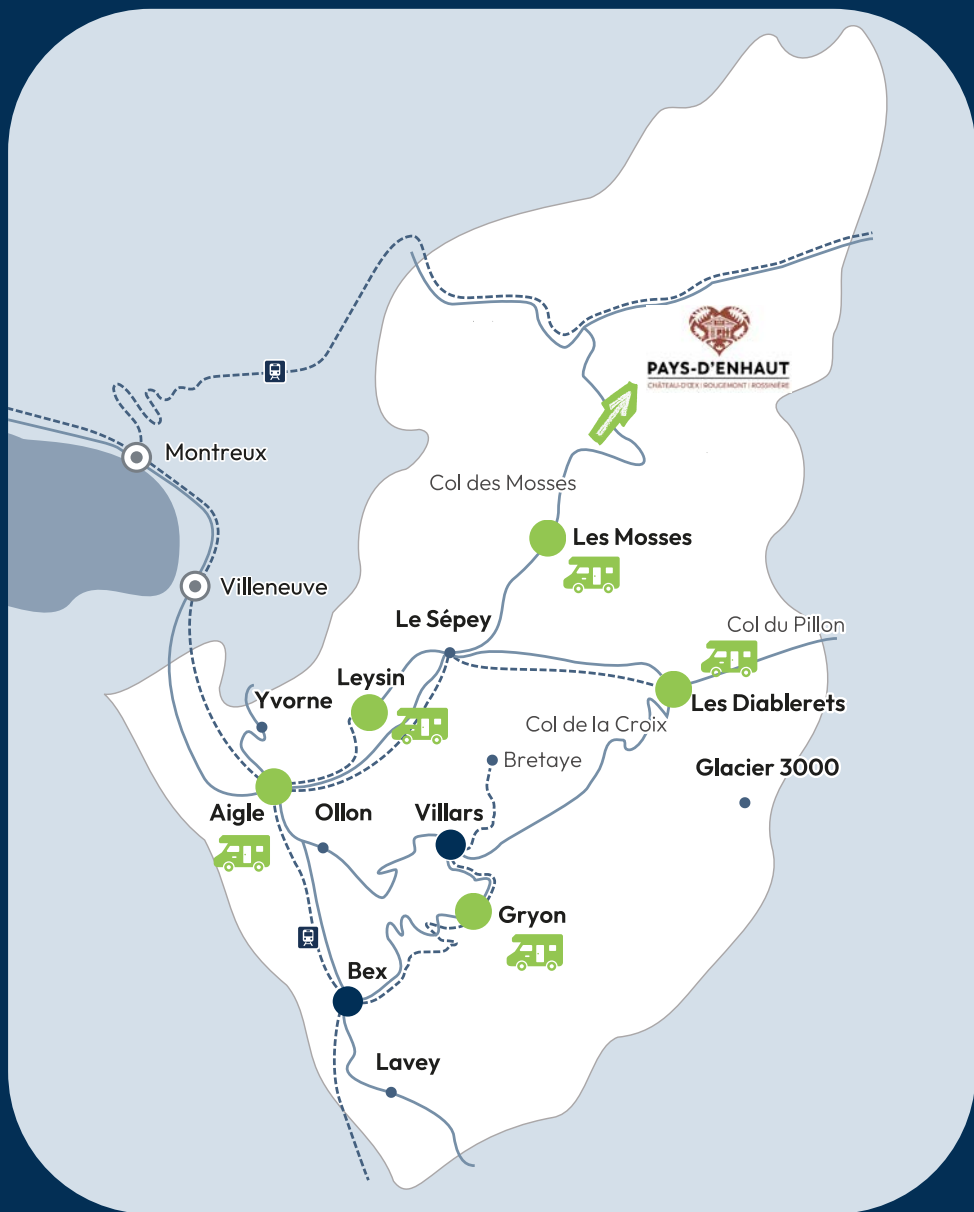 PAYS-D'ENHAUT
CHÂTEAU-D'ŒX | ROUGEMONT | ROSSINIÈRE
Montreux
Col des Mosses
Les Mosses
Villeneuve
Le Sépey
Col du Pillon
Leysin
Yvorne
Les Diablerets
Col de la Croix
Bretaye
Glacier 3000
Aigle
Ollon
Villars
Gryon
Bex
Lavey